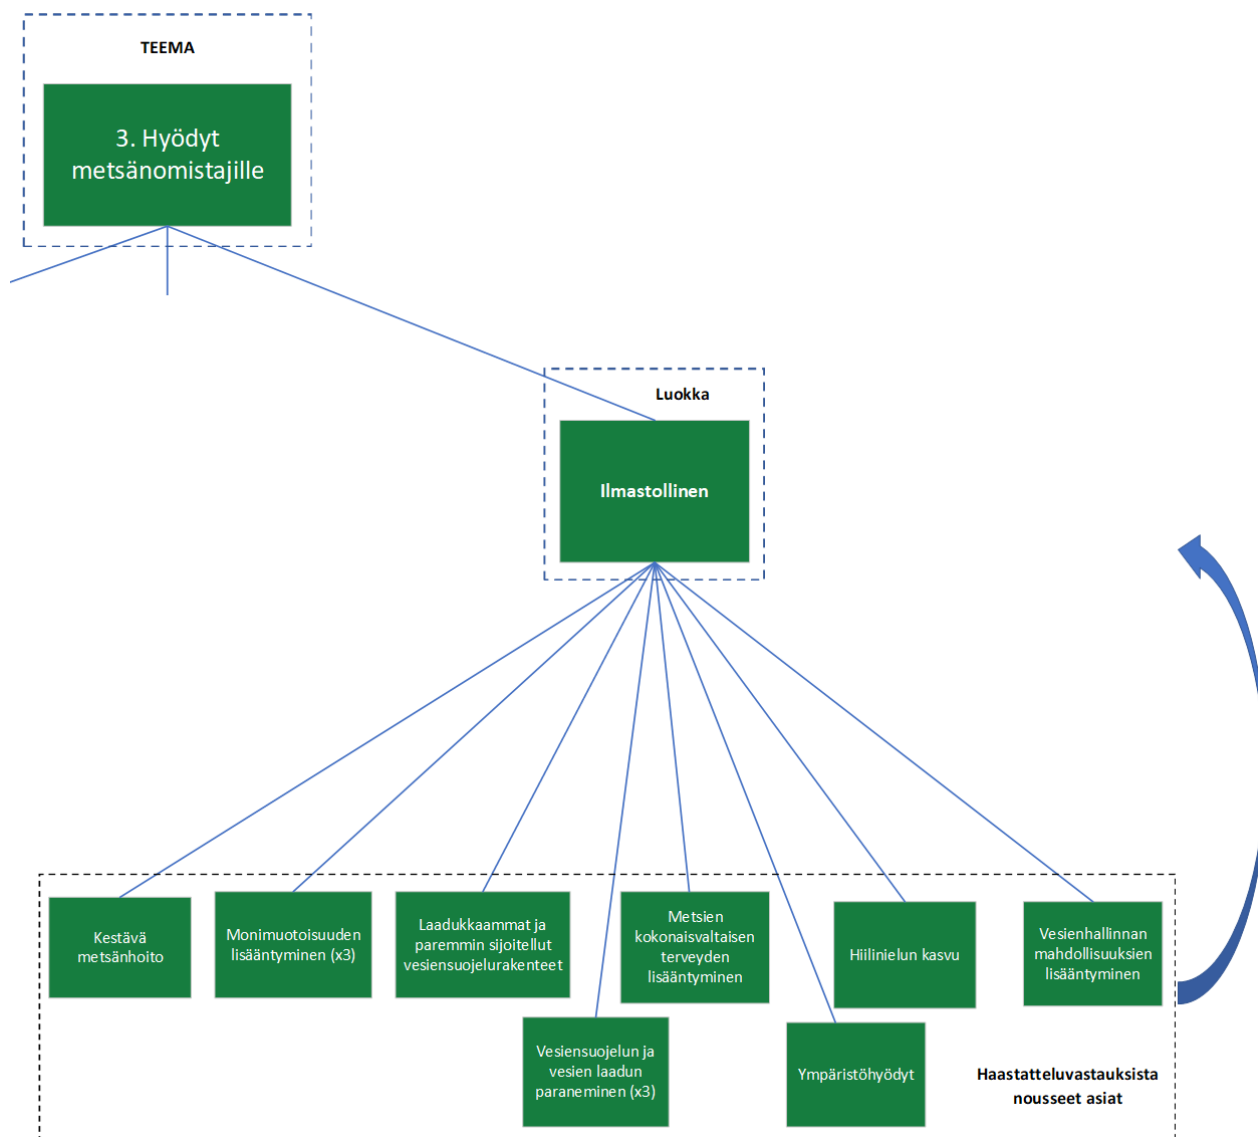 TEEMA
3. Hyödyt
metsänomistajille
Luokka
Ilmastollinen
Kestävä
metsänhoito
Monimuotoisuuden
lisääntyminen (x3)
Laadukkaammat ja
paremmin sijoitellut
vesiensuojelurakenteet
Metsien
kokonaisvaltaisen
terveyden
lisääntyminen
Hiilinielun kasvu
Vesienhallinnan
mahdollisuuksien
lisääntyminen
Vesiensuojelun ja
vesien laadun
paraneminen (x3)
Ympäristöhyödyt
Haastatteluvastauksista
nousseet asiat